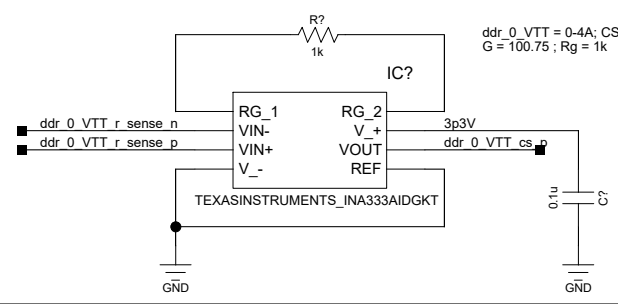 R?
1k
ddr_0_VTT = 0-4A; CS
G = 100.75 ; Rg = 1k
IC?
RG_1 RG_2
ddr_0_VTT_r_sense_n VIN- V_+ 3p3V
ddr_0_VTT_r_sense_p VIN+ VOUT ddr_0_VTT_cs_p
V_- REF
TEXASINSTRUMENTS_INA333AIDGKT
0.1u C?
GND GND